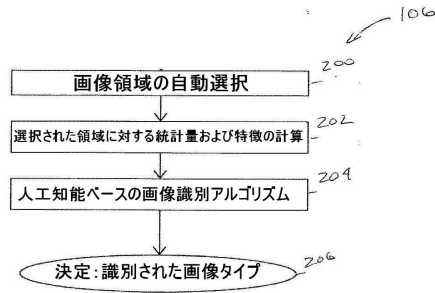 106
画像領域の自動選択
200
選択された領域に対する統計量および特徴の計算
202
人工知能ベースの画像識別アルゴリズム
204
決定:識別された画像タイプ
206